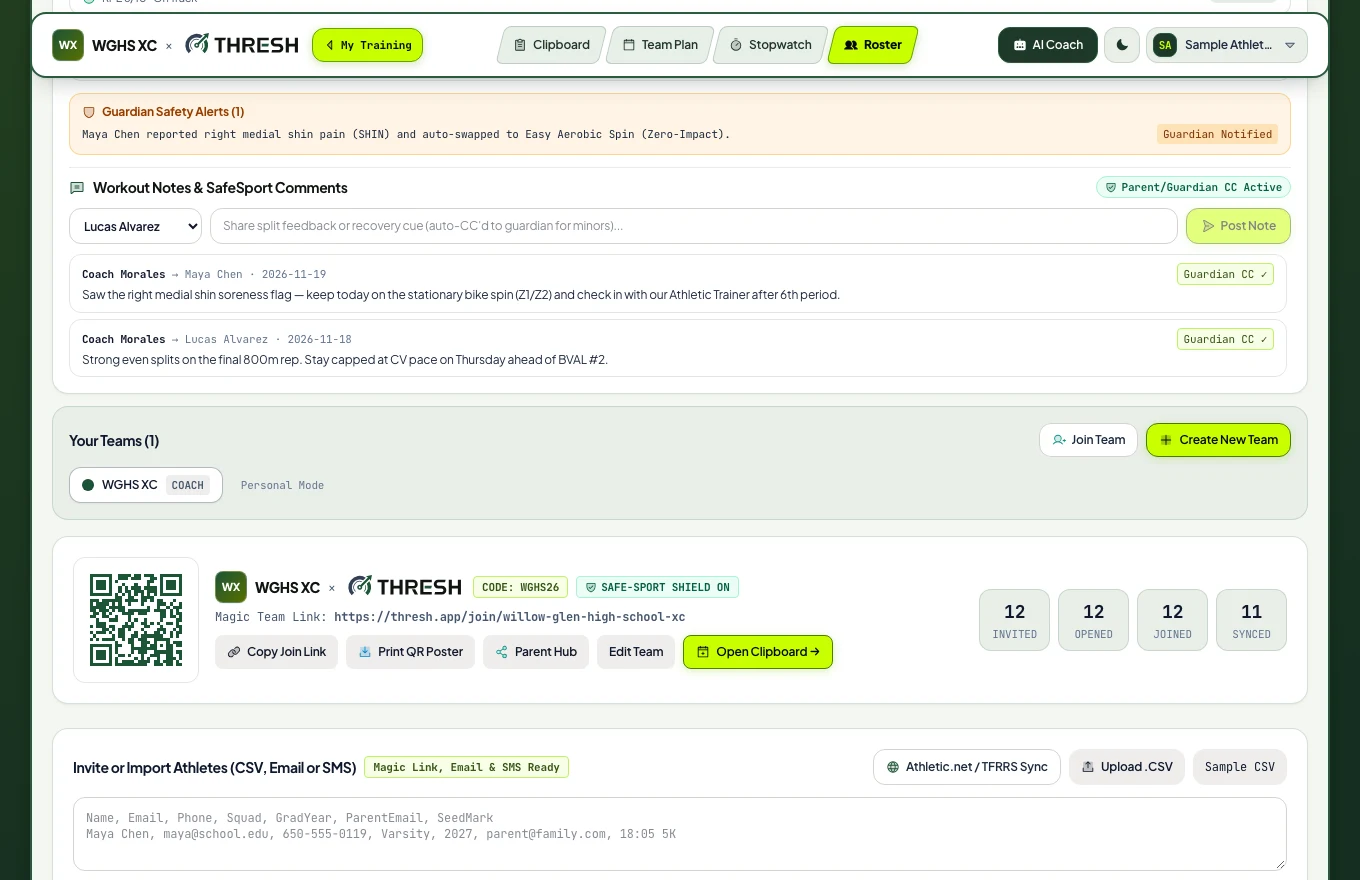 WX WGHS XC × THRESH My Training Clipboard Team Plan Stopwatch Roster AI Coach SA Sample Athlet...
Guardian Safety Alerts (1)
Maya Chen reported right medial shin pain (SHIN) and auto-swapped to Easy Aerobic Spin (Zero-Impact). Guardian Notified
Workout Notes & SafeSport Comments Parent/Guardian CC Active
Lucas Alvarez Share split feedback or recovery cue (auto-CC'd to guardian for minors)... Post Note
Coach Morales → Maya Chen · 2026-11-19 Guardian CC ✓
Saw the right medial shin soreness flag — keep today on the stationary bike spin (Z1/Z2) and check in with our Athletic Trainer after 6th period.
Coach Morales → Lucas Alvarez · 2026-11-18 Guardian CC ✓
Strong even splits on the final 800m rep. Stay capped at CV pace on Thursday ahead of BVAL #2.
Your Teams (1) Join Team Create New Team
WGHS XC COACH Personal Mode
WX WGHS XC × THRESH CODE: WGHS26 SAFE-SPORT SHIELD ON
Magic Team Link: https://thresh.app/join/willow-glen-high-school-xc
Copy Join Link Print QR Poster Parent Hub Edit Team Open Clipboard →
12 12 12 11
INVITED OPENED JOINED SYNCED
Invite or Import Athletes (CSV, Email or SMS) Magic Link, Email & SMS Ready Athletic.net / TFRRS Sync Upload .CSV Sample CSV
Name, Email, Phone, Squad, GradYear, ParentEmail, SeedMark
Maya Chen, maya@school.edu, 650-555-0119, Varsity, 2027, parent@family.com, 18:05 5K